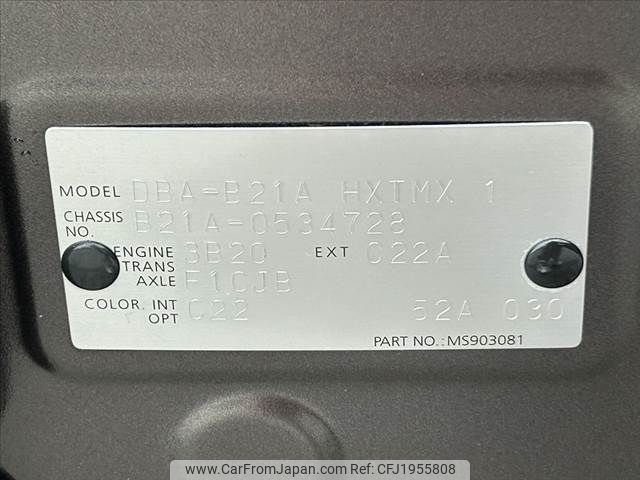 MODEL DBA-B21A HXTMX 1
CHASSIS NO. B21A-0534728
ENGINE 3B20 EXT C22A
TRANS AXLE F1CJB
COLOR. INT C22 52A 030
OPT
PART NO.:MS903081
www.CarFromJapan.com - CFJ1955808